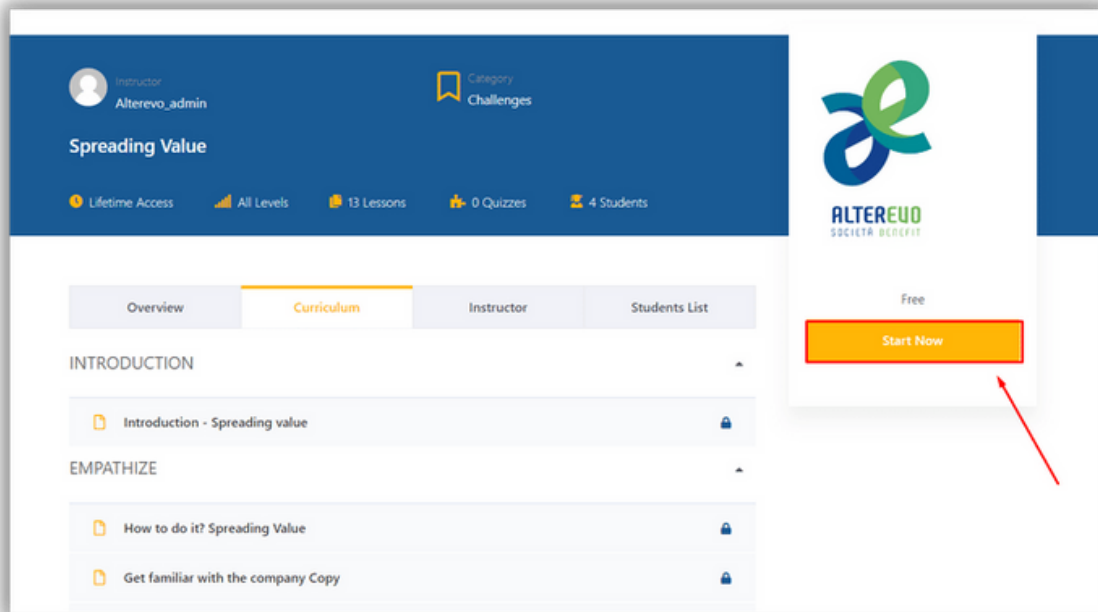 Instructor
Alterevo_admin
Category
Challenges
Spreading Value
Lifetime Access
All Levels
13 Lessons
0 Quizzes
4 Students
ALTEREVO
SOCIETÀ BENEFIT
Free
Start Now
Overview
Curriculum
Instructor
Students List
INTRODUCTION
Introduction - Spreading value
EMPATHIZE
How to do it? Spreading Value
Get familiar with the company Copy